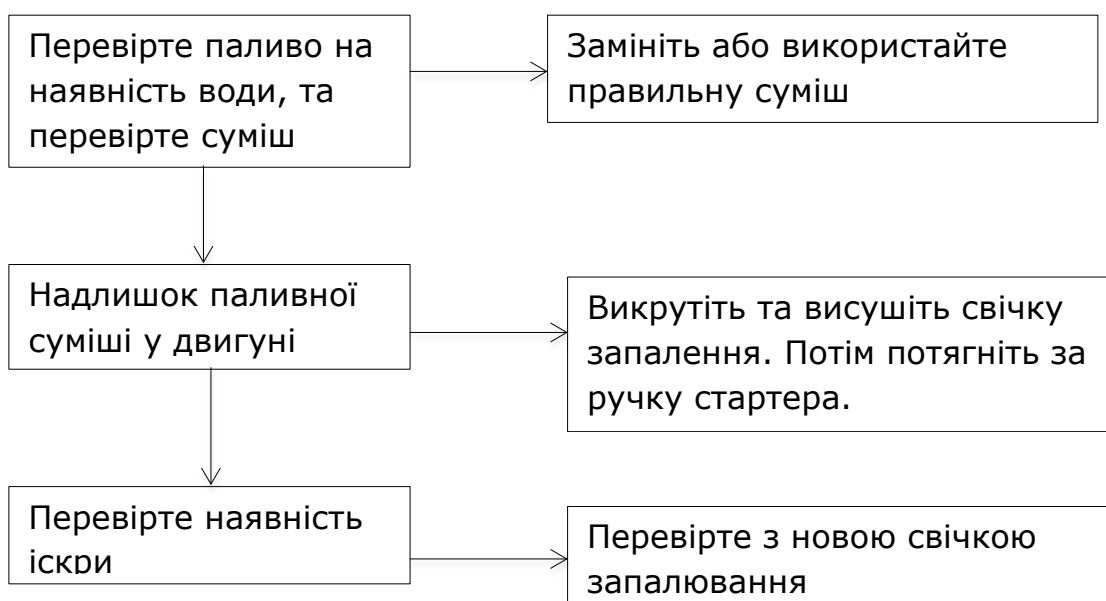 Перевірте паливо на
наявність води, та
перевірте суміш
Замініть або використайте
правильну суміш
Надлишок паливної
суміші у двигуні
Викрутіть та висушіть свічку
запалення. Потім потягніть за
ручку стартера.
Перевірте наявність
іскри
Перевірте з новою свічкою
запалювання